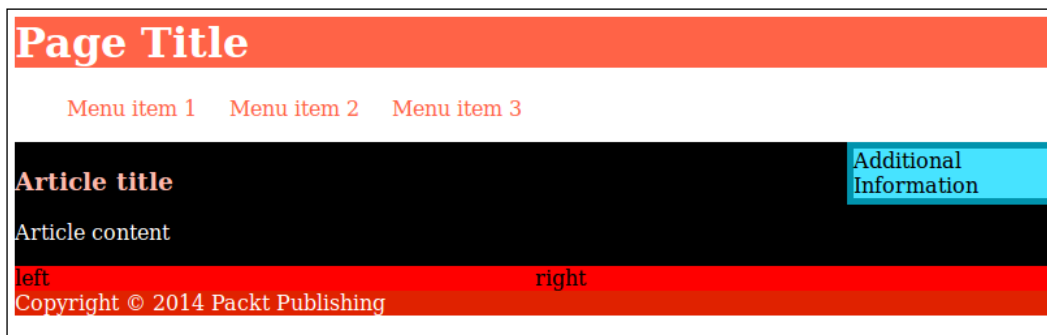 Page Title
Menu item 1 Menu item 2 Menu item 3
Article title
Article content
Additional
Information
left right
Copyright © 2014 Packt Publishing